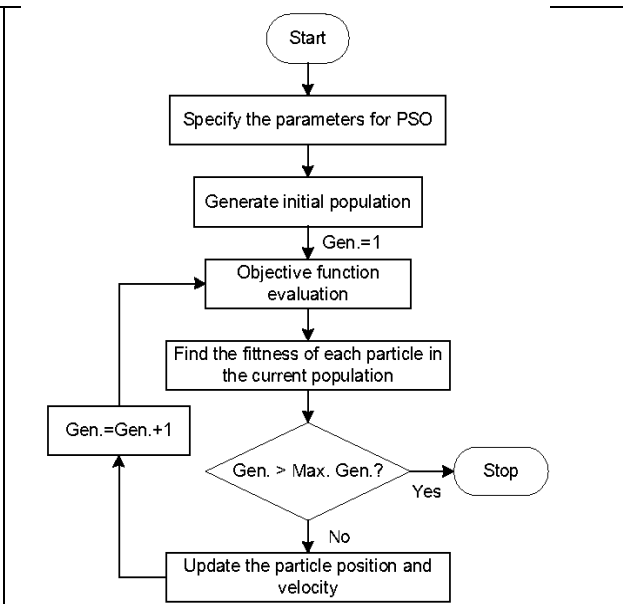 Start
Specify the parameters for PSO
Generate initial population
Gen.=1
Objective function
evaluation
Find the fittness of each particle in
the current population
Gen.=Gen.+1
Gen. > Max. Gen.?
Yes
Stop
No
Update the particle position and
velocity